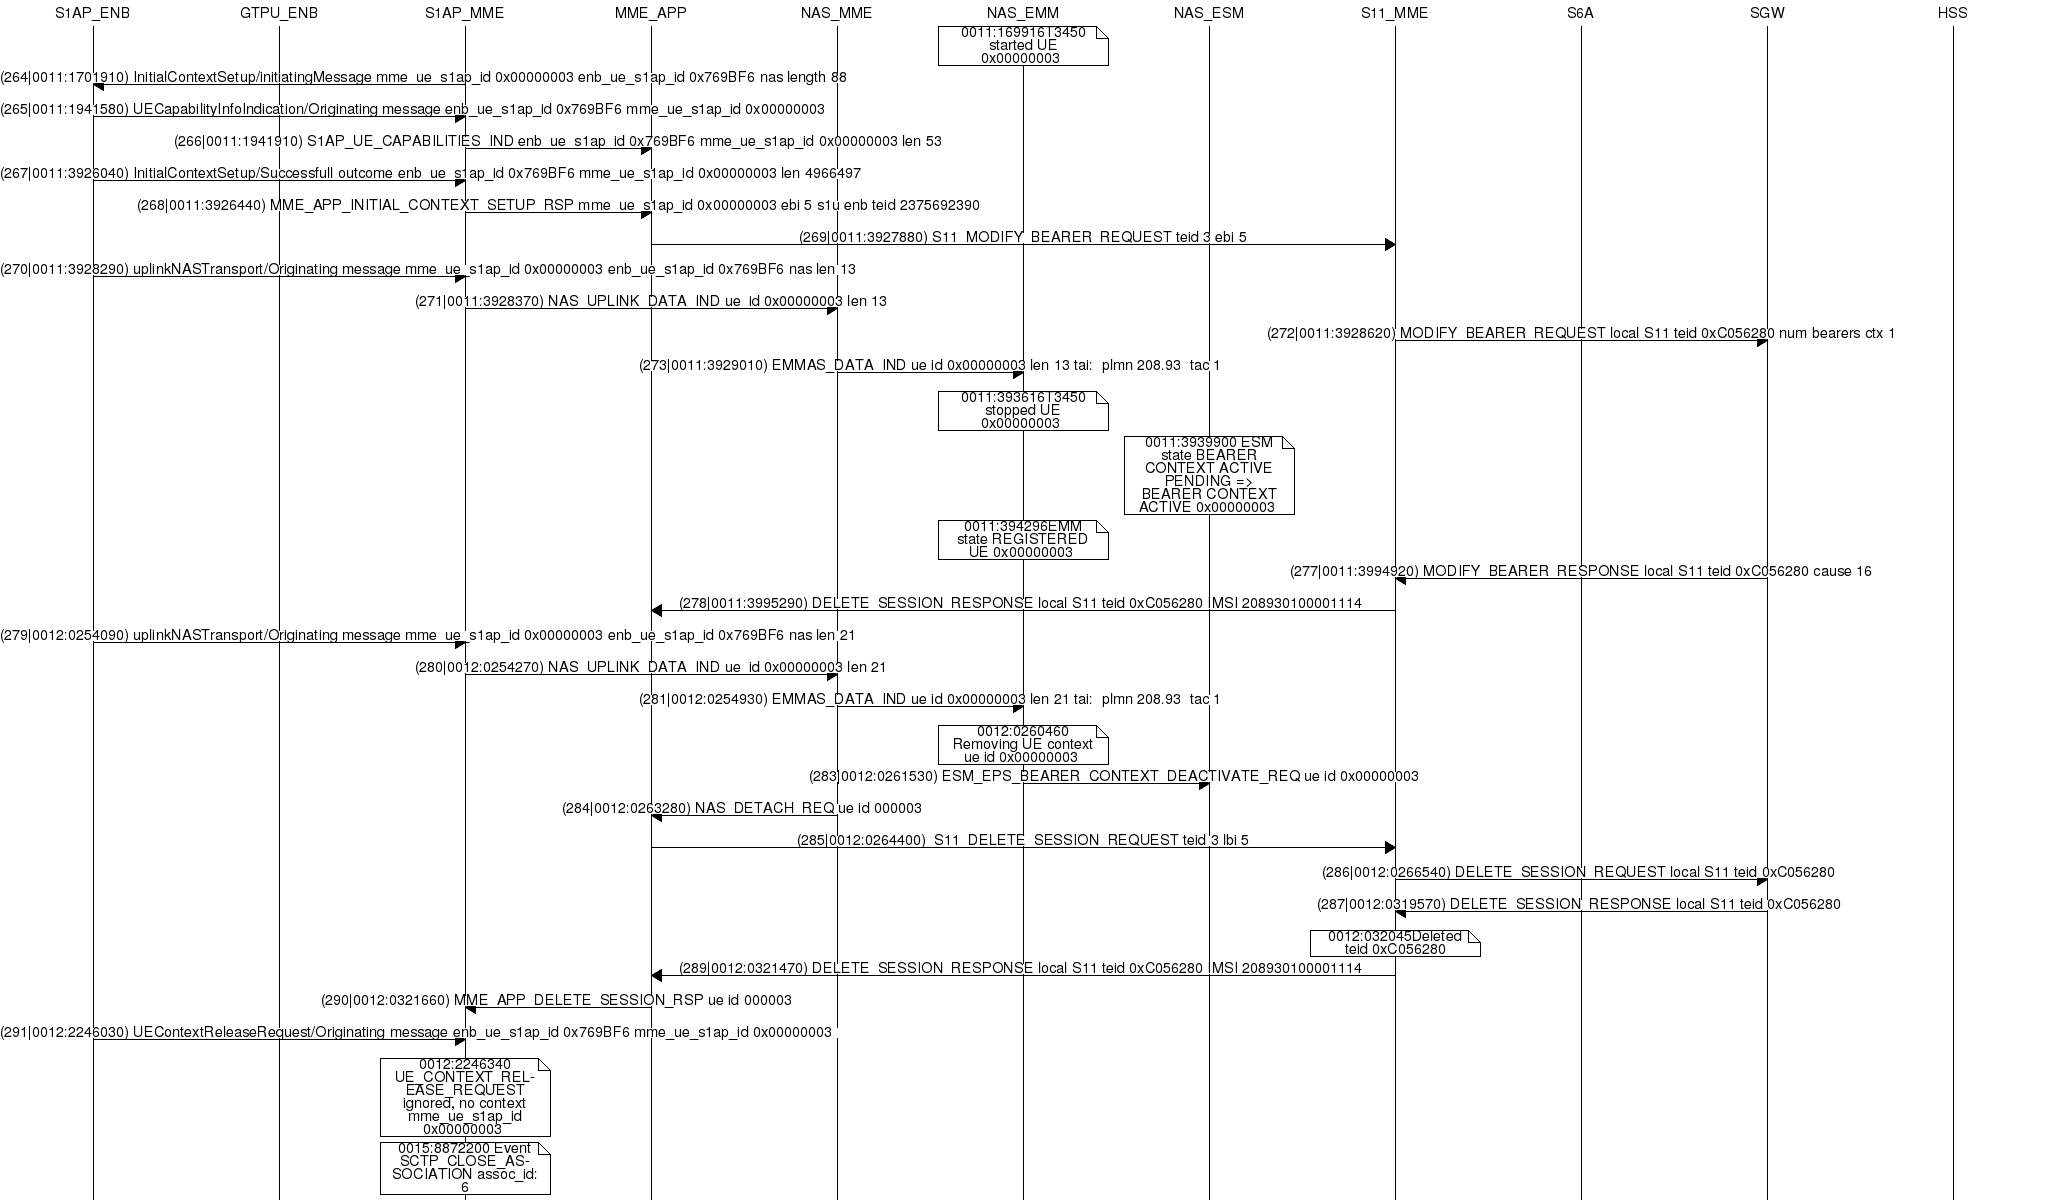 S1AP_ENB GTPU_ENB S1AP_MME MME_APP NAS_MME NAS_EMM NAS_ESM S11_MME S6A SGW HSS
0011:169916T3450
started UE
0x00000003
(264|0011:1701910) InitialContextSetup/initiatingMessage mme_ue_s1ap_id 0x00000003 enb_ue_s1ap_id 0x769BF6 nas length 88
(265|0011:1941580) UECapabilityInfoIndication/Originating message enb_ue_s1ap_id 0x769BF6 mme_ue_s1ap_id 0x00000003
(266|0011:1941910) S1AP_UE_CAPABILITIES_IND enb_ue_s1ap_id 0x769BF6 mme_ue_s1ap_id 0x00000003 len 53
(267|0011:3926040) InitialContextSetup/Successfull outcome enb_ue_s1ap_id 0x769BF6 mme_ue_s1ap_id 0x00000003 len 4966497
(268|0011:3926440) MME_APP_INITIAL_CONTEXT_SETUP_RSP mme_ue_s1ap_id 0x00000003 ebi 5 s1u enb teid 2375692390
(269|0011:3927880) S11_MODIFY_BEARER_REQUEST teid 3 ebi 5
(270|0011:3928290) uplinkNASTransport/Originating message mme_ue_s1ap_id 0x00000003 enb_ue_s1ap_id 0x769BF6 nas len 13
(271|0011:3928370) NAS_UPLINK_DATA_IND ue_id 0x00000003 len 13
(272|0011:3928620) MODIFY_BEARER_REQUEST local S11 teid 0xC056280 num bearers ctx 1
(273|0011:3929010) EMMAS_DATA_IND ue id 0x00000003 len 13 tai:  plmn 208.93  tac 1
0011:393616T3450
stopped UE
0x00000003
0011:3939900 ESM
state BEARER
CONTEXT ACTIVE
PENDING =>
BEARER CONTEXT
ACTIVE 0x00000003
0011:394296EMM
state REGISTERED
UE 0x00000003
(277|0011:3994920) MODIFY_BEARER_RESPONSE local S11 teid 0xC056280 cause 16
(278|0011:3995290) DELETE_SESSION_RESPONSE local S11 teid 0xC056280 IMSI 208930100001114
(279|0012:0254090) uplinkNASTransport/Originating message mme_ue_s1ap_id 0x00000003 enb_ue_s1ap_id 0x769BF6 nas len 21
(280|0012:0254270) NAS_UPLINK_DATA_IND ue_id 0x00000003 len 21
(281|0012:0254930) EMMAS_DATA_IND ue id 0x00000003 len 21 tai:  plmn 208.93  tac 1
0012:0260460
Removing UE context
ue id 0x00000003
(283|0012:0261530) ESM_EPS_BEARER_CONTEXT_DEACTIVATE_REQ ue id 0x00000003
(284|0012:0263280) NAS_DETACH_REQ ue id 000003
(285|0012:0264400)  S11_DELETE_SESSION_REQUEST teid 3 lbi 5
(286|0012:0266540) DELETE_SESSION_REQUEST local S11 teid 0xC056280
(287|0012:0319570) DELETE_SESSION_RESPONSE local S11 teid 0xC056280
0012:032045Deleted
teid 0xC056280
(289|0012:0321470) DELETE_SESSION_RESPONSE local S11 teid 0xC056280 IMSI 208930100001114
(290|0012:0321660) MME_APP_DELETE_SESSION_RSP ue id 000003
(291|0012:2246030) UEContextReleaseRequest/Originating message enb_ue_s1ap_id 0x769BF6 mme_ue_s1ap_id 0x00000003
0012:2246340
UE_CONTEXT_REL-
EASE_REQUEST
ignored, no context
mme_ue_s1ap_id
0x00000003
0015:8872200 Event
SCTP_CLOSE_AS-
SOCIATION assoc_id:
6